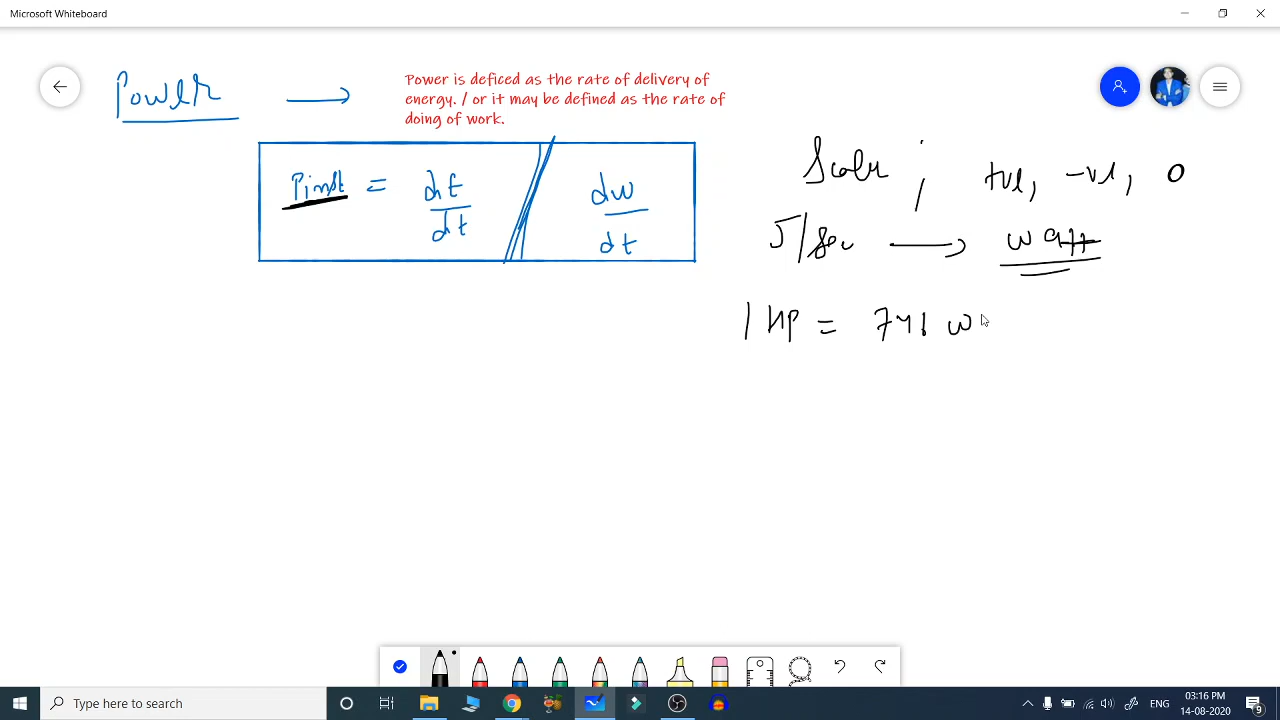 Microsoft Whiteboard
Power →
Power is deficed as the rate of delivery of
energy. / or it may be defined as the rate of
doing of work.
Pinst = dE/dt // dw/dt
Scalar ; +ve, -ve, 0
J/sec → watt
1 HP = 746 w
Type here to search
ENG
03:16 PM
14-08-2020
9